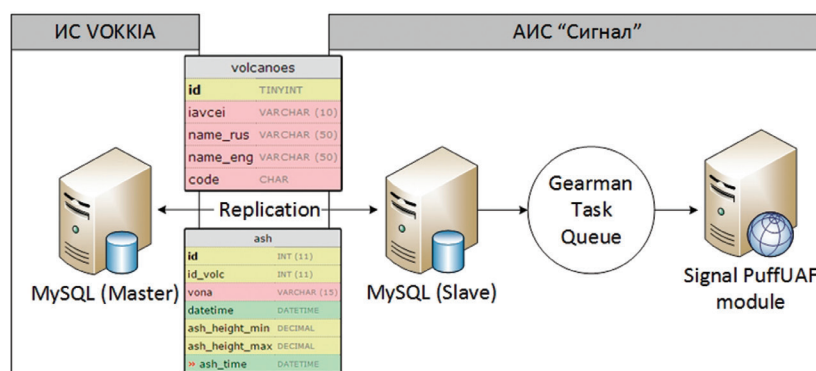 ИС VOKKIA
АИС “Сигнал”
volcanoes
id TINYINT
iavcei VARCHAR (10)
name_rus VARCHAR (50)
name_eng VARCHAR (50)
code CHAR
Replication
ash
id INT (11)
id_volc INT (11)
vona VARCHAR (15)
datetime DATETIME
ash_height_min DECIMAL
ash_height_max DECIMAL
» ash_time DATETIME
MySQL (Master)
MySQL (Slave)
Gearman
Task
Queue
Signal PuffUAF
module